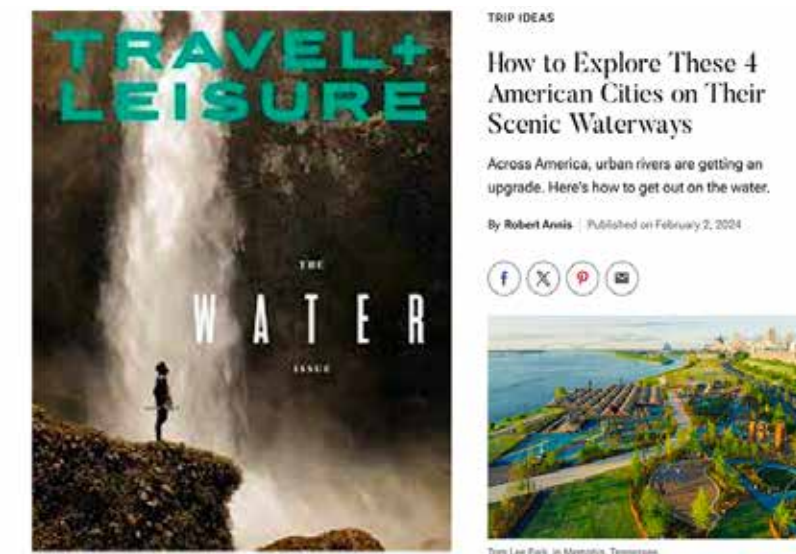 TRAVEL+
LEISURE
THE
WATER
ISSUE
TRIP IDEAS
How to Explore These 4
American Cities on Their
Scenic Waterways
Across America, urban rivers are getting an
upgrade. Here's how to get out on the water.
By Robert Annis | Published on February 2, 2024
Tom Lee Park, in Memphis, Tennessee.